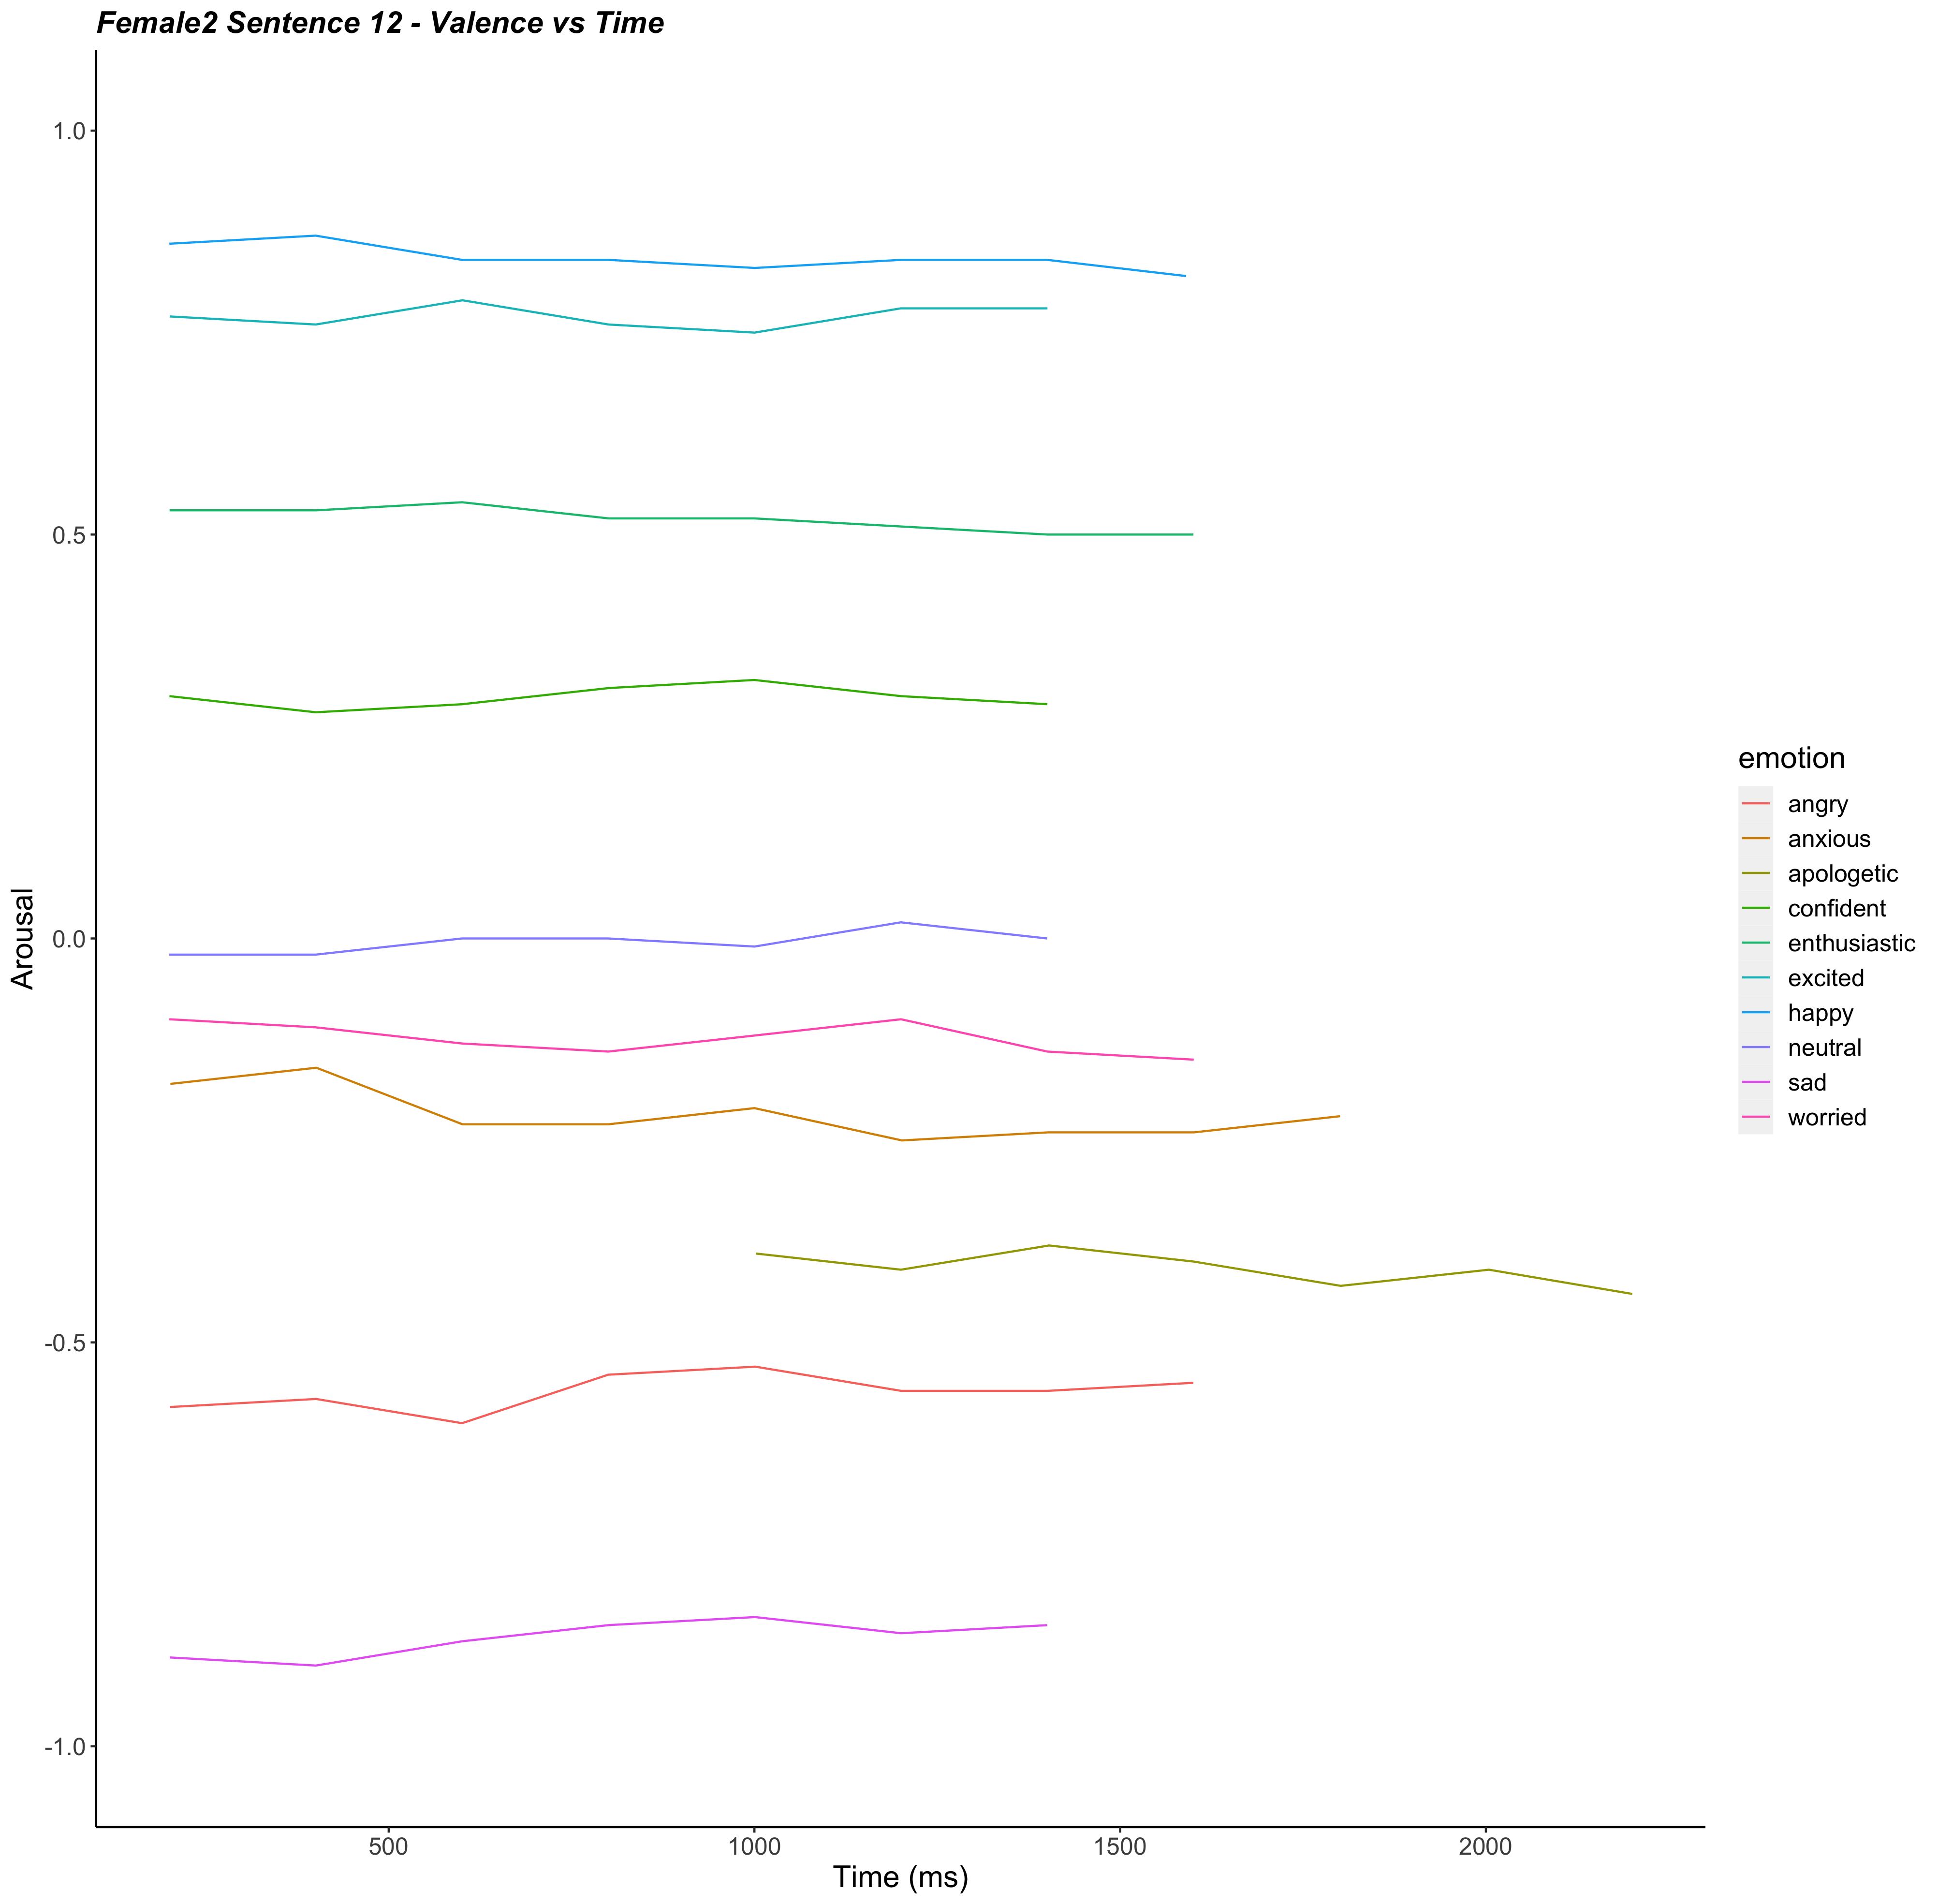 Female2 Sentence 12 - Valence vs Time
Arousal
1.0
0.5
0.0
-0.5
-1.0
500
1000
1500
2000
Time (ms)
emotion
angry
anxious
apologetic
confident
enthusiastic
excited
happy
neutral
sad
worried